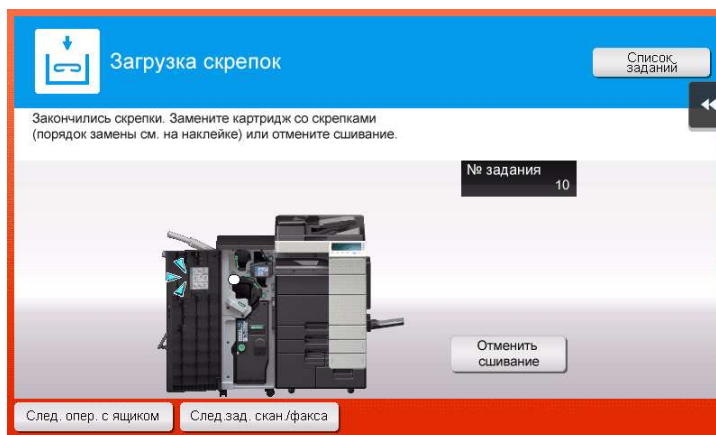 Загрузка скрепок
Список
заданий
Закончились скрепки. Замените картридж со скрепками
(порядок замены см. на наклейке) или отмените сшивание.
№ задания
10
Отменить
сшивание
След. опер. с ящиком
След.зад. скан./факса